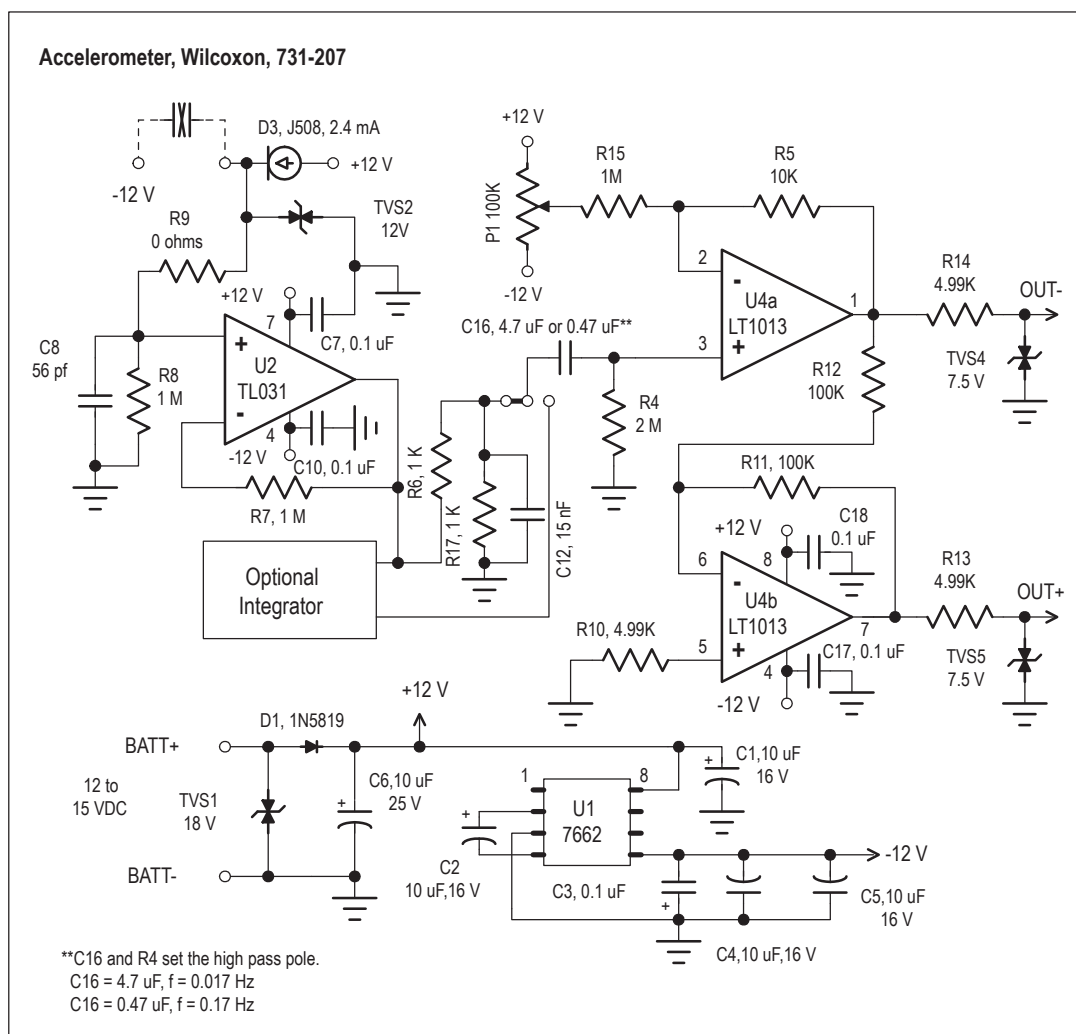 Accelerometer, Wilcoxon, 731-207
D3, J508, 2.4 mA
+12 V
-12 V
R9
0 ohms
TVS2
12V
+12 V
7
C7, 0.1 uF
+
U2
TL031
-
4
-12 V
C10, 0.1 uF
C8
56 pf
R8
1 M
R7, 1 M
Optional
Integrator
R6, 1 K
R17, 1 K
C12, 15 nF
C16, 4.7 uF or 0.47 uF**
R4
2 M
+12 V
P1 100K
-12 V
R15
1M
R5
10K
2
-
U4a
LT1013
1
3
+
R14
4.99K
OUT-
TVS4
7.5 V
R12
100K
R11, 100K
+12 V
C18
0.1 uF
8
6
-
U4b
LT1013
7
5
+
4
C17, 0.1 uF
-12 V
R10, 4.99K
R13
4.99K
OUT+
TVS5
7.5 V
+12 V
D1, 1N5819
BATT+
12 to
15 VDC
TVS1
18 V
BATT-
+
C6,10 uF
25 V
1
8
U1
7662
+
C2
10 uF,16 V
+
C1,10 uF
16 V
-12 V
C3, 0.1 uF
+
C4,10 uF,16 V
C5,10 uF
16 V
**C16 and R4 set the high pass pole.
C16 = 4.7 uF, f = 0.017 Hz
C16 = 0.47 uF, f = 0.17 Hz